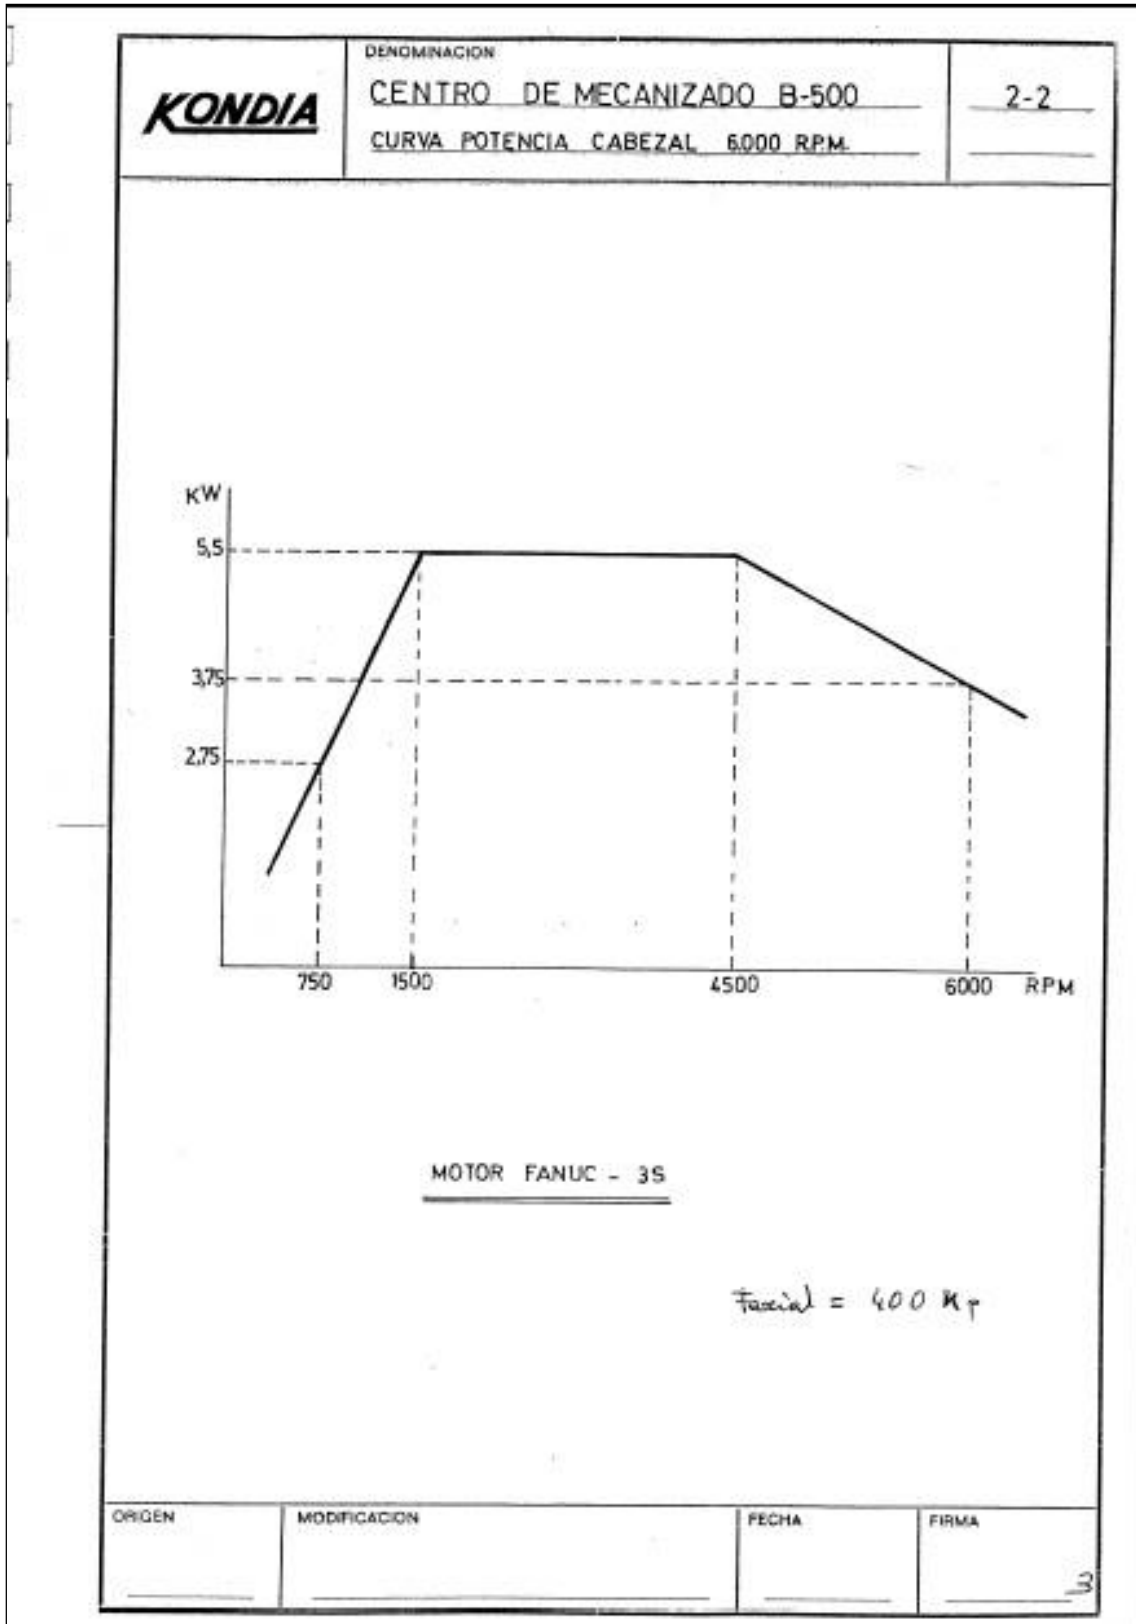 KONDIA
DENOMINACION
CENTRO DE MECANIZADO B-500
CURVA POTENCIA CABEZAL 6.000 R.P.M.
2-2
KW
5,5
3,75
2,75
750 1500 4500 6000 RPM
MOTOR FANUC - 3S
Faxial = 400 Kp
ORIGEN
MODIFICACION
FECHA
FIRMA